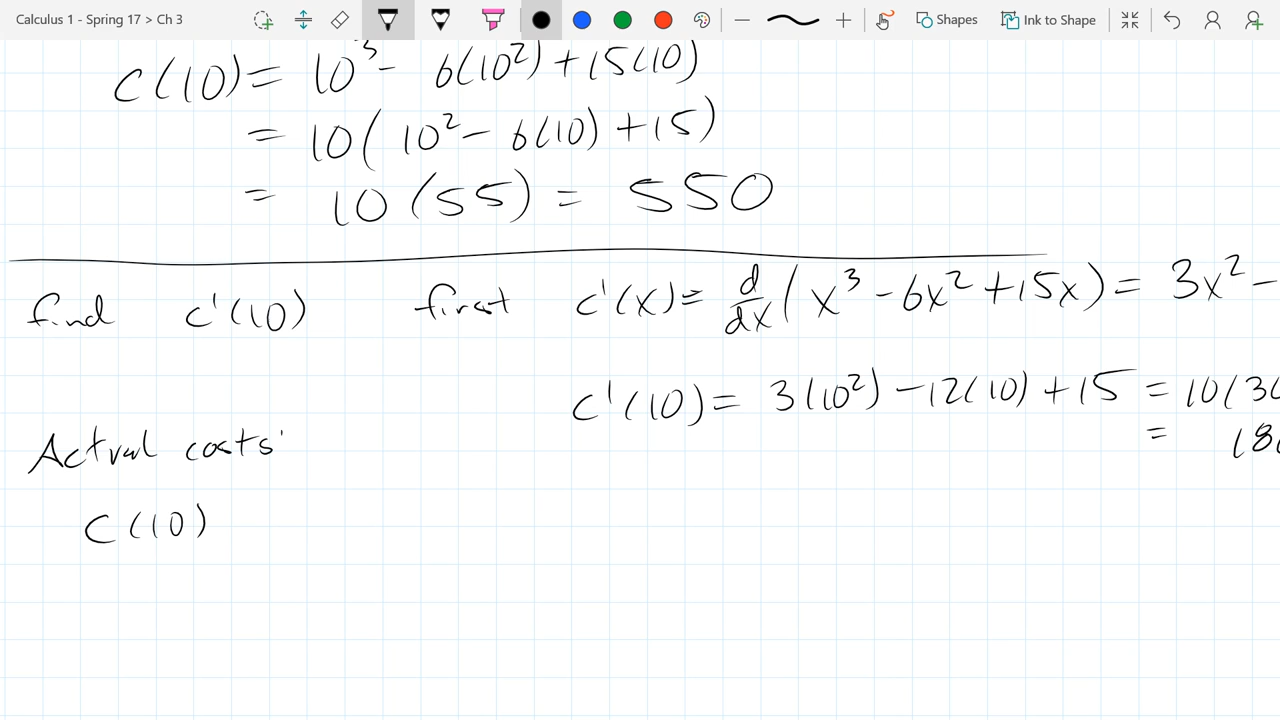 Calculus 1 - Spring 17 > Ch 3
Shapes
Ink to Shape
C(10) = 10³ - 6(10²) + 15(10)
= 10(10² - 6(10) + 15)
= 10(55) = 550
find C'(10) first C'(x) = d/dx(x³ - 6x² + 15x) = 3x² -
C'(10) = 3(10²) - 12(10) + 15 = 10(30
= 18
Actual costs
C(10)